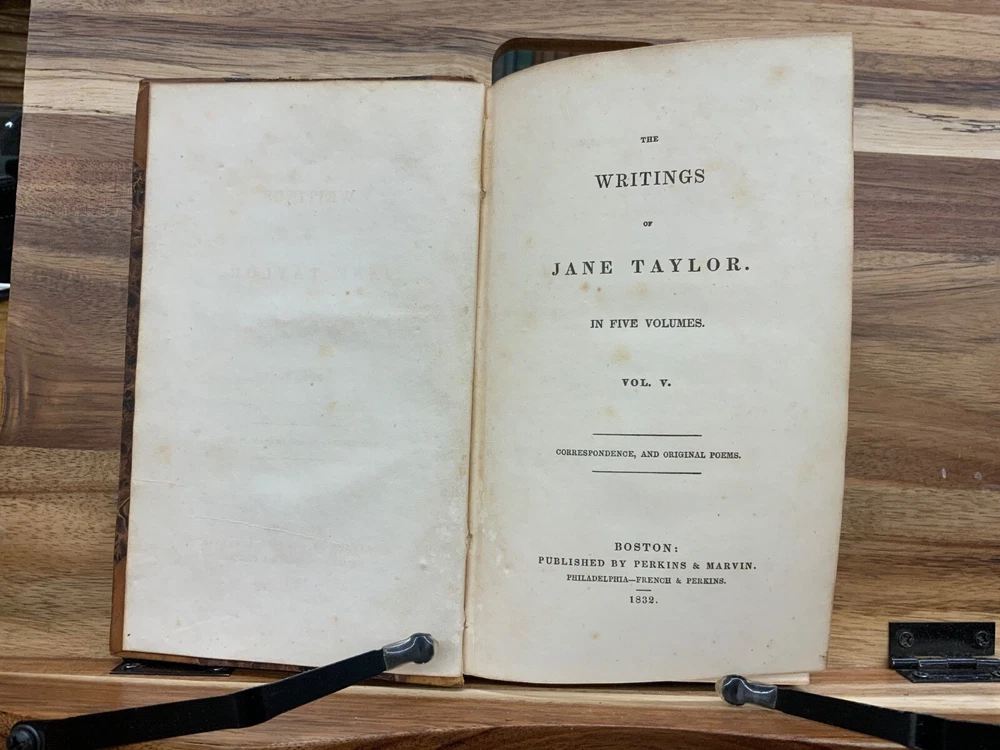 THE
WRITINGS
OF
JANE TAYLOR.
IN FIVE VOLUMES.
VOL. V.
CORRESPONDENCE, AND ORIGINAL POEMS.
BOSTON:
PUBLISHED BY PERKINS & MARVIN.
PHILADELPHIA—FRENCH & PERKINS.
1832.